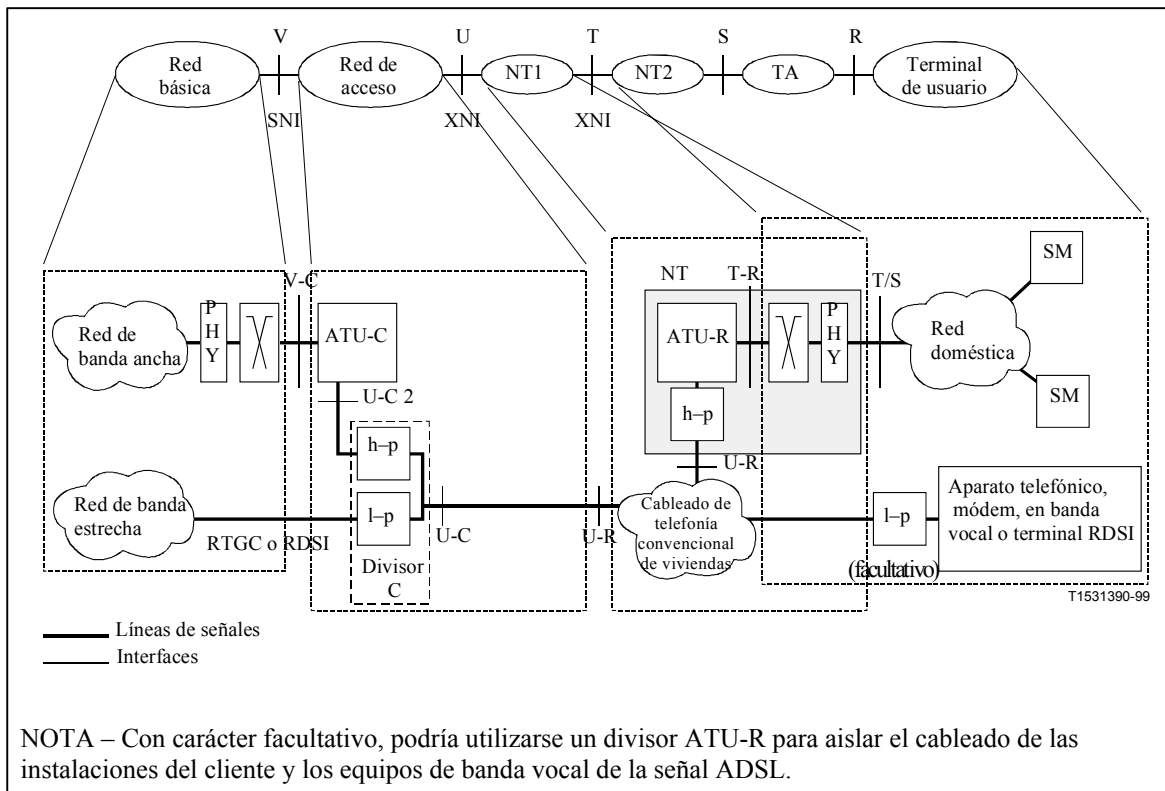 V U T S R
Red básica
Red de acceso
NT1
NT2
TA
Terminal de usuario
SNI XNI XNI
V-C
NT
T-R
T/S
SM
Red de banda ancha
PHY
ATU-C
ATU-R
PHY
Red doméstica
U-C 2
h–p
h–p
SM
U-R
Red de banda estrecha
RTGC o RDSI
l–p
U-C
Divisor C
U-R
Cableado de telefonía convencional de viviendas
l–p
(facultativo)
Aparato telefónico,
módem, en banda
vocal o terminal RDSI
T1531390-99
Líneas de señales
Interfaces
NOTA – Con carácter facultativo, podría utilizarse un divisor ATU-R para aislar el cableado de las
instalaciones del cliente y los equipos de banda vocal de la señal ADSL.